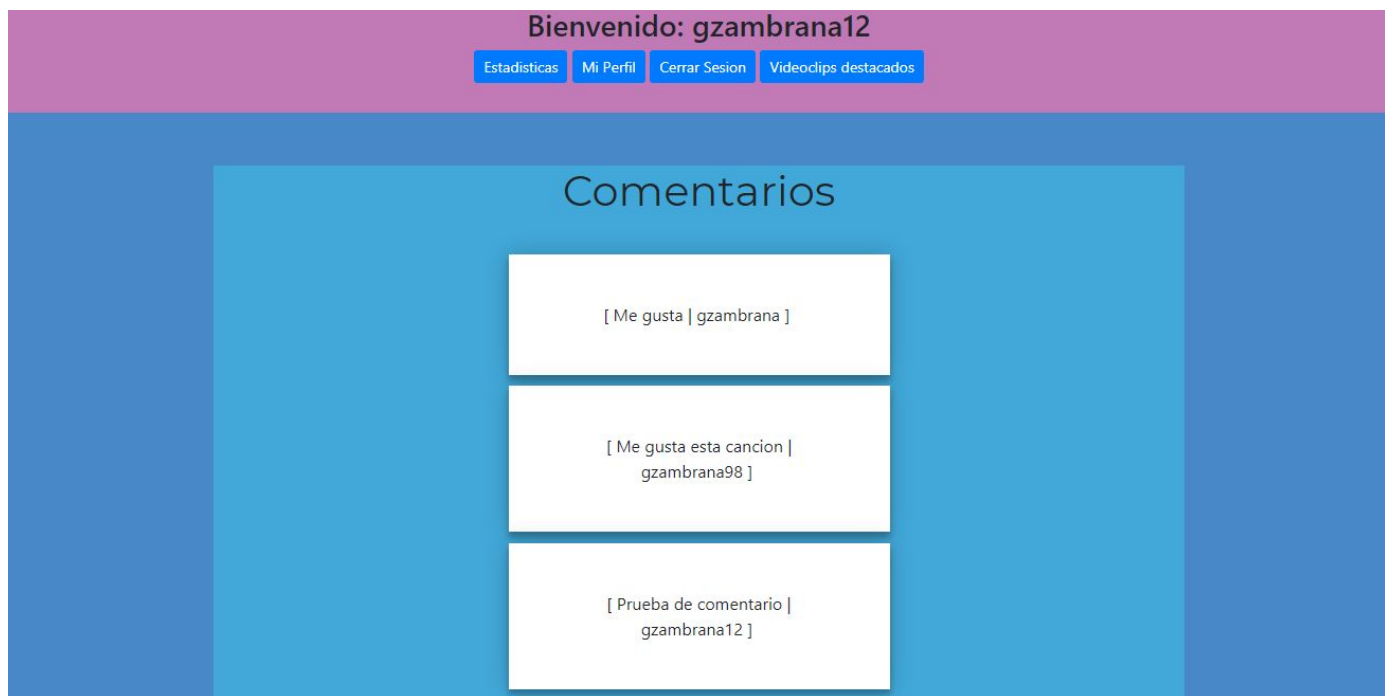 Bienvenido: gzambrana12
Estadisticas Mi Perfil Cerrar Sesion Videoclips destacados
Comentarios
[ Me gusta | gzambrana ]
[ Me gusta esta cancion |
gzambrana98 ]
[ Prueba de comentario |
gzambrana12 ]